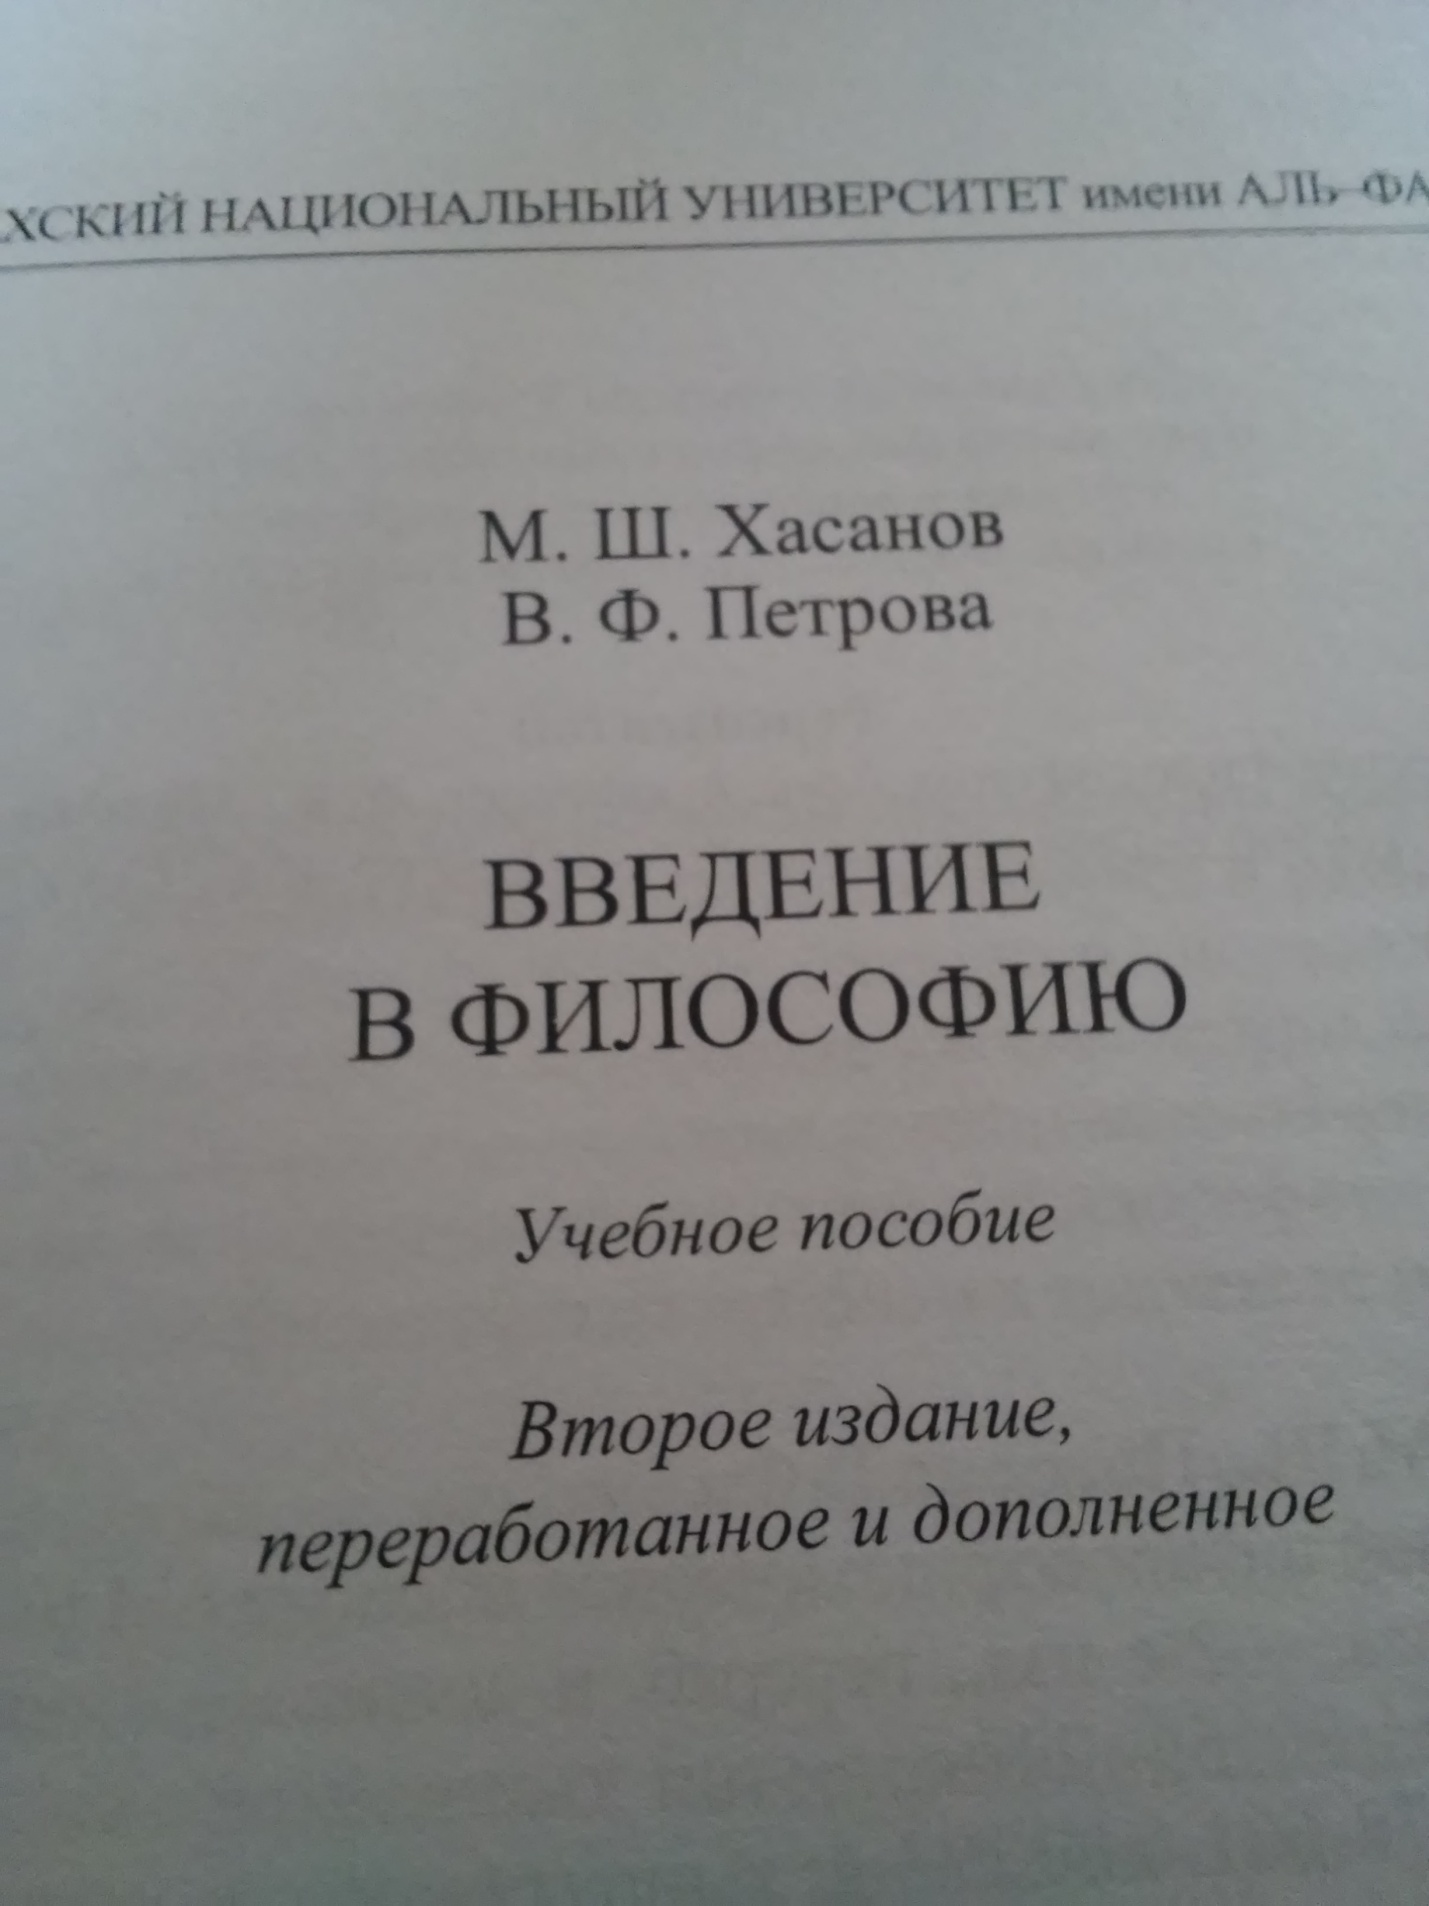 ХСКИЙ НАЦИОНАЛЬНЫЙ УНИВЕРСИТЕТ имени АЛЬ-ФА
М. Ш. Хасанов
В. Ф. Петрова
ВВЕДЕНИЕ
В ФИЛОСОФИЮ
Учебное пособие
Второе издание,
переработанное и дополненное